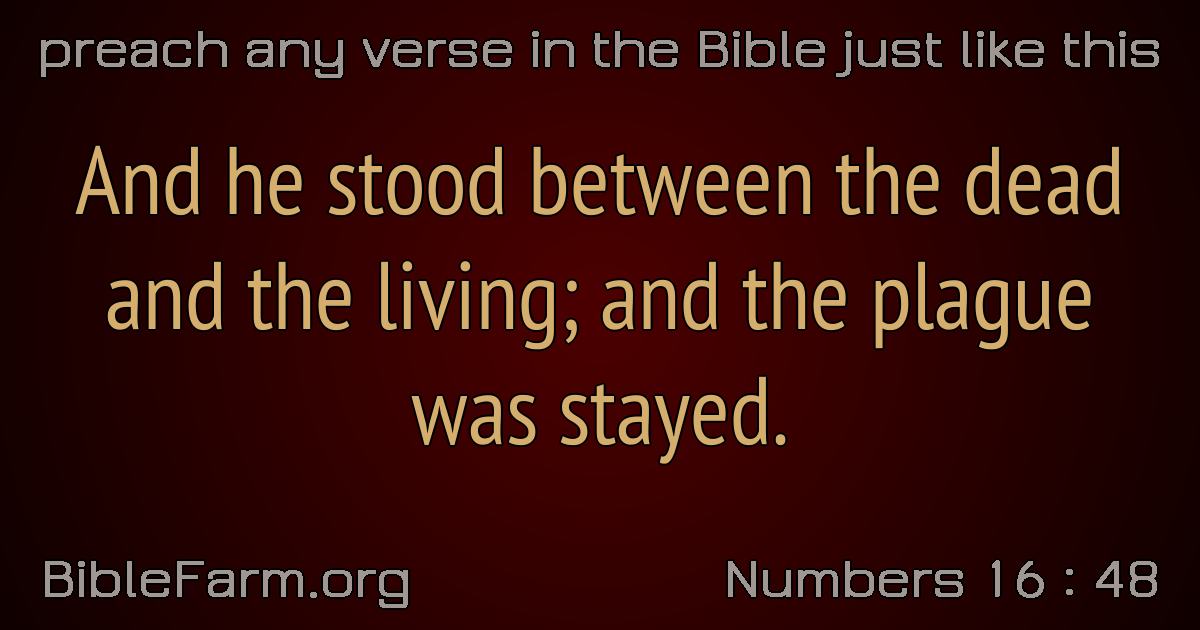 preach any verse in the Bible just like this
And he stood between the dead
and the living; and the plague
was stayed.
BibleFarm.org
Numbers 16 : 48